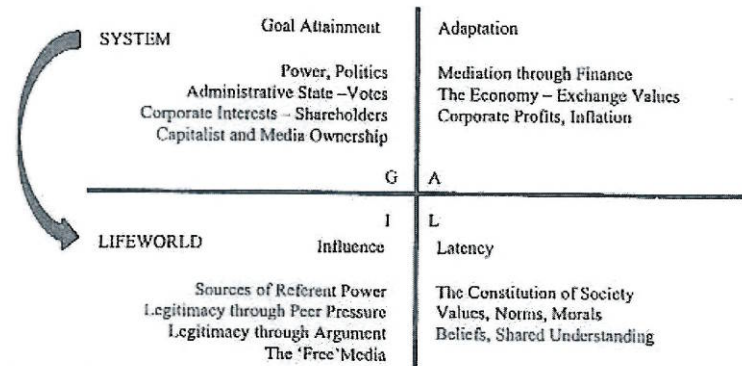 SYSTEM
Goal Attainment
Power, Politics
Administrative State –Votes
Corporate Interests – Shareholders
Capitalist and Media Ownership
G
Adaptation
Mediation through Finance
The Economy – Exchange Values
Corporate Profits, Inflation
A
LIFEWORLD
I
Influence
Sources of Referent Power
Legitimacy through Peer Pressure
Legitimacy through Argument
The 'Free'Media
L
Latency
The Constitution of Society
Values, Norms, Morals
Beliefs, Shared Understanding